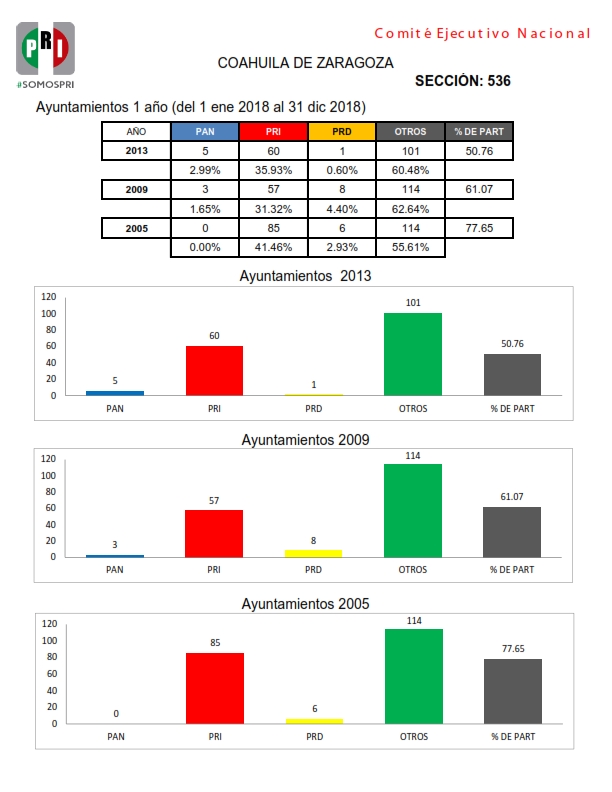 Comité Ejecutivo Nacional
PRI
#SOMOSPRI
COAHUILA DE ZARAGOZA
SECCIÓN: 536
Ayuntamientos 1 año (del 1 ene 2018 al 31 dic 2018)
AÑO PAN PRI PRD OTROS % DE PART
2013 5 60 1 101 50.76
2.99% 35.93% 0.60% 60.48%
2009 3 57 8 114 61.07
1.65% 31.32% 4.40% 62.64%
2005 0 85 6 114 77.65
0.00% 41.46% 2.93% 55.61%
Ayuntamientos 2013
120
100
80
60
40
20
0
5 60 1 101 50.76
PAN PRI PRD OTROS % DE PART
Ayuntamientos 2009
120
100
80
60
40
20
0
3 57 8 114 61.07
PAN PRI PRD OTROS % DE PART
Ayuntamientos 2005
120
100
80
60
40
20
0
0 85 6 114 77.65
PAN PRI PRD OTROS % DE PART